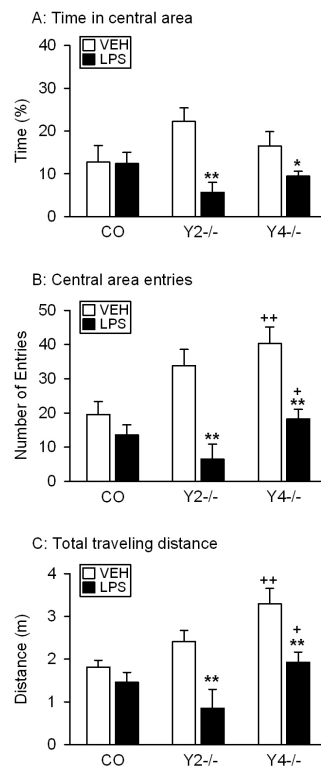 A: Time in central area
VEH
LPS
40
30
20
10
0
Time (%)
**
*
CO Y2-/- Y4-/-
B: Central area entries
VEH
LPS
50
40
30
20
10
0
Number of Entries
**
++
+
**
CO Y2-/- Y4-/-
C: Total traveling distance
VEH
LPS
4
3
2
1
0
Distance (m)
**
++
+
**
CO Y2-/- Y4-/-